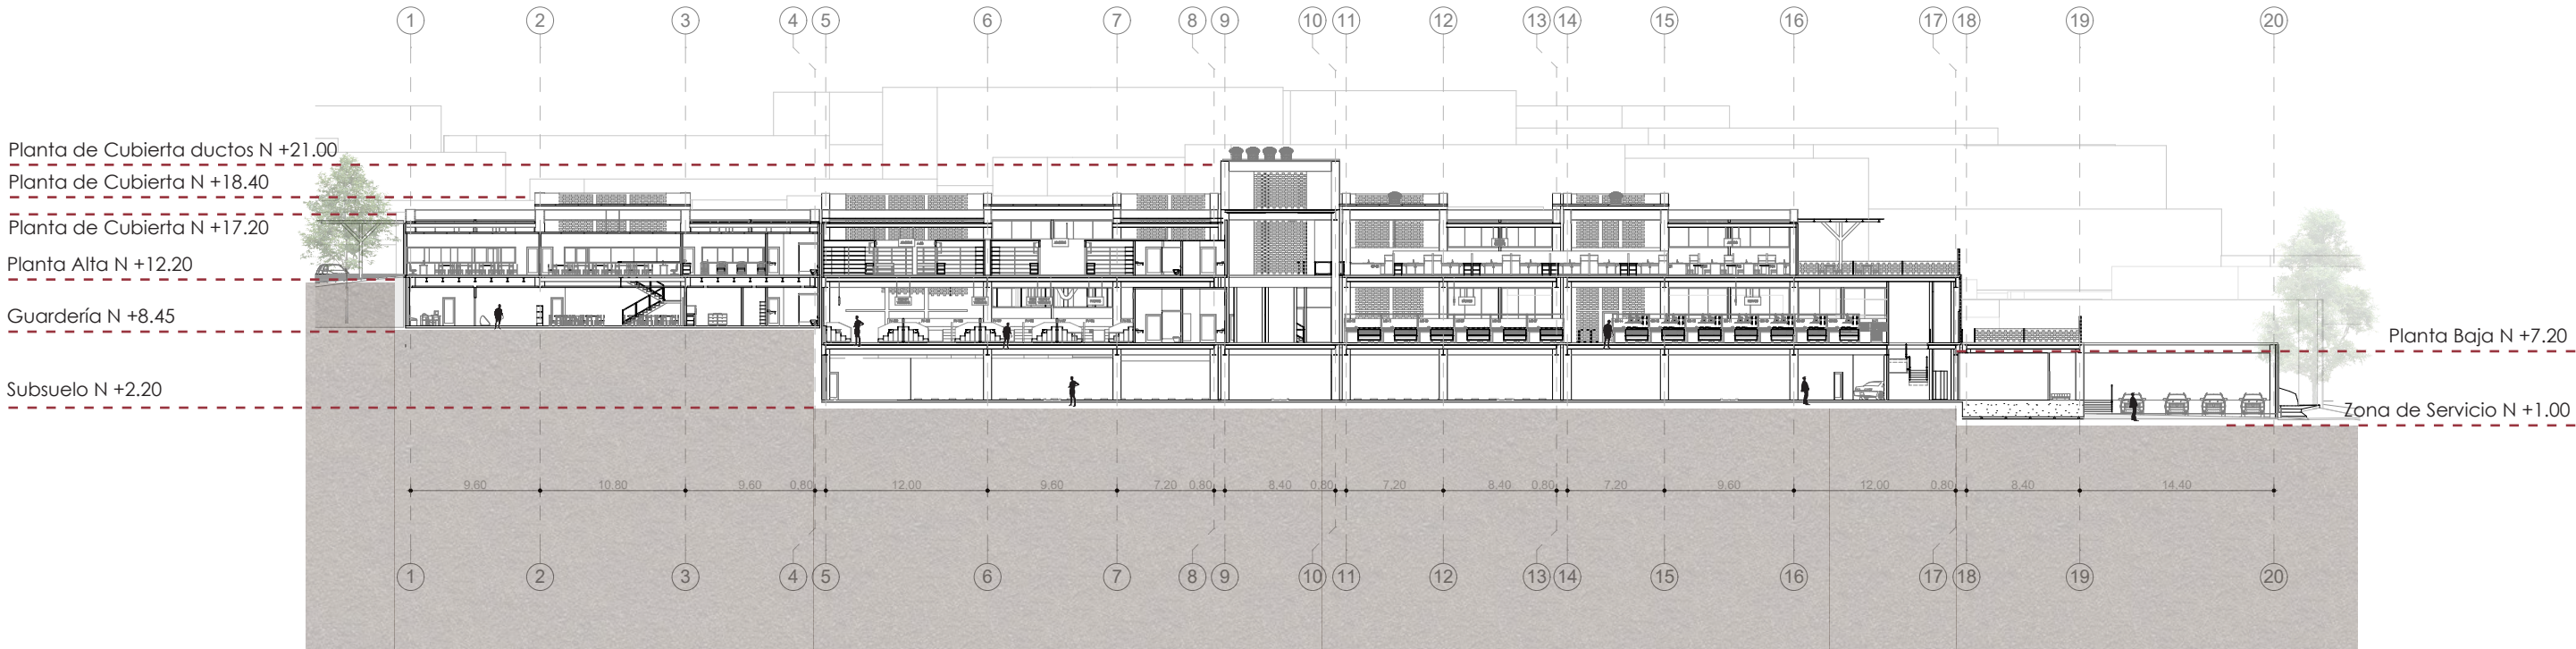 1 2 3 4 5 6 7 8 9 10 11 12 13 14 15 16 17 18 19 20
Planta de Cubierta ductos N +21.00
Planta de Cubierta N +18.40
Planta de Cubierta N +17.20
Planta Alta N +12.20
Guardería N +8.45
Planta Baja N +7.20
Subsuelo N +2.20
Zona de Servicio N +1.00
9.60 10.80 9.60 0.80 12.00 9.60 7.20 0.80 8.40 0.80 7.20 8.40 0.80 7.20 9.60 12.00 0.80 8.40 14.40
1 2 3 4 5 6 7 8 9 10 11 12 13 14 15 16 17 18 19 20